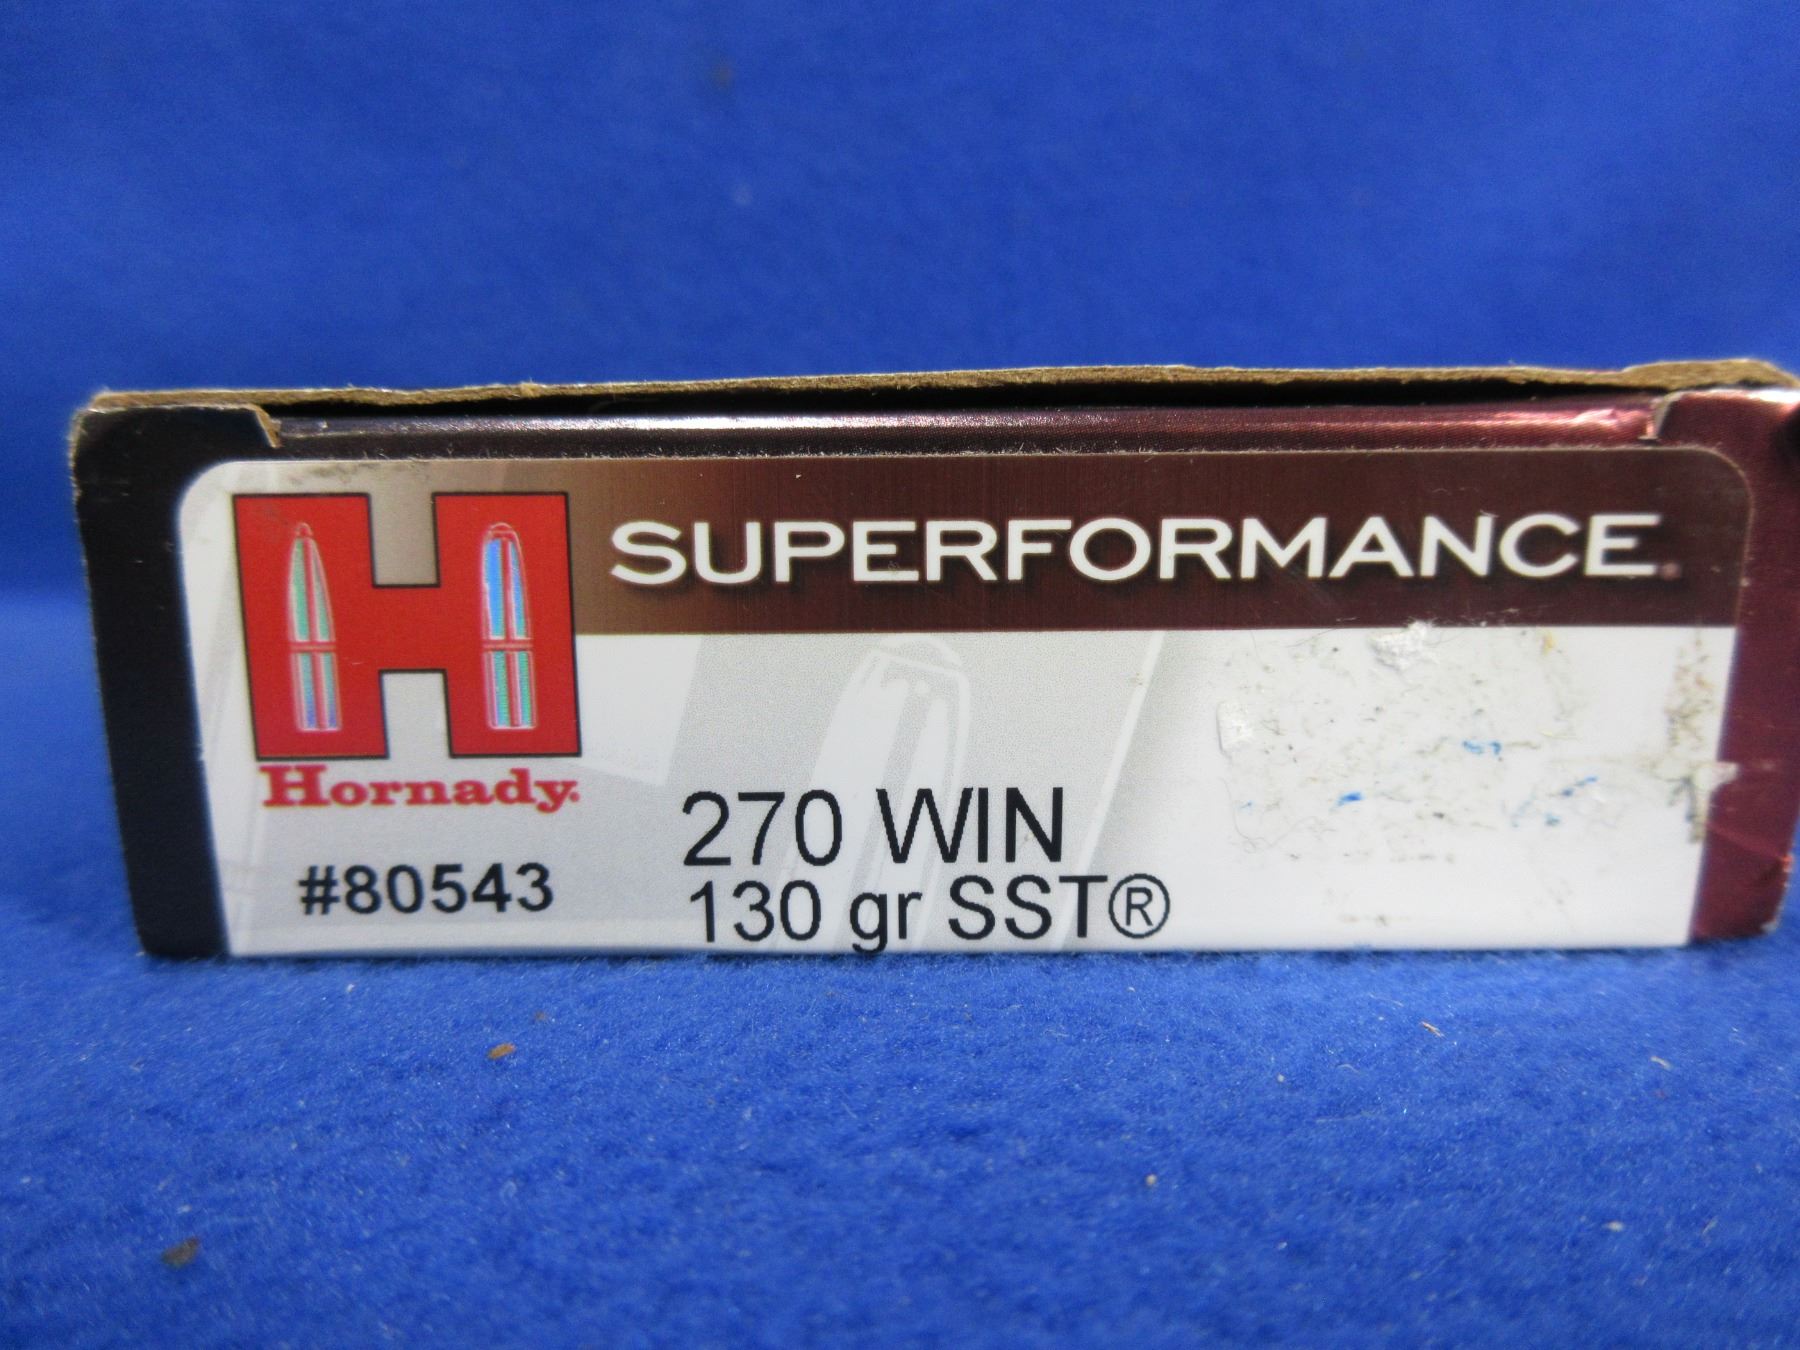 SUPERFORMANCE
Hornady
#80543
270 WIN
130 gr SST®